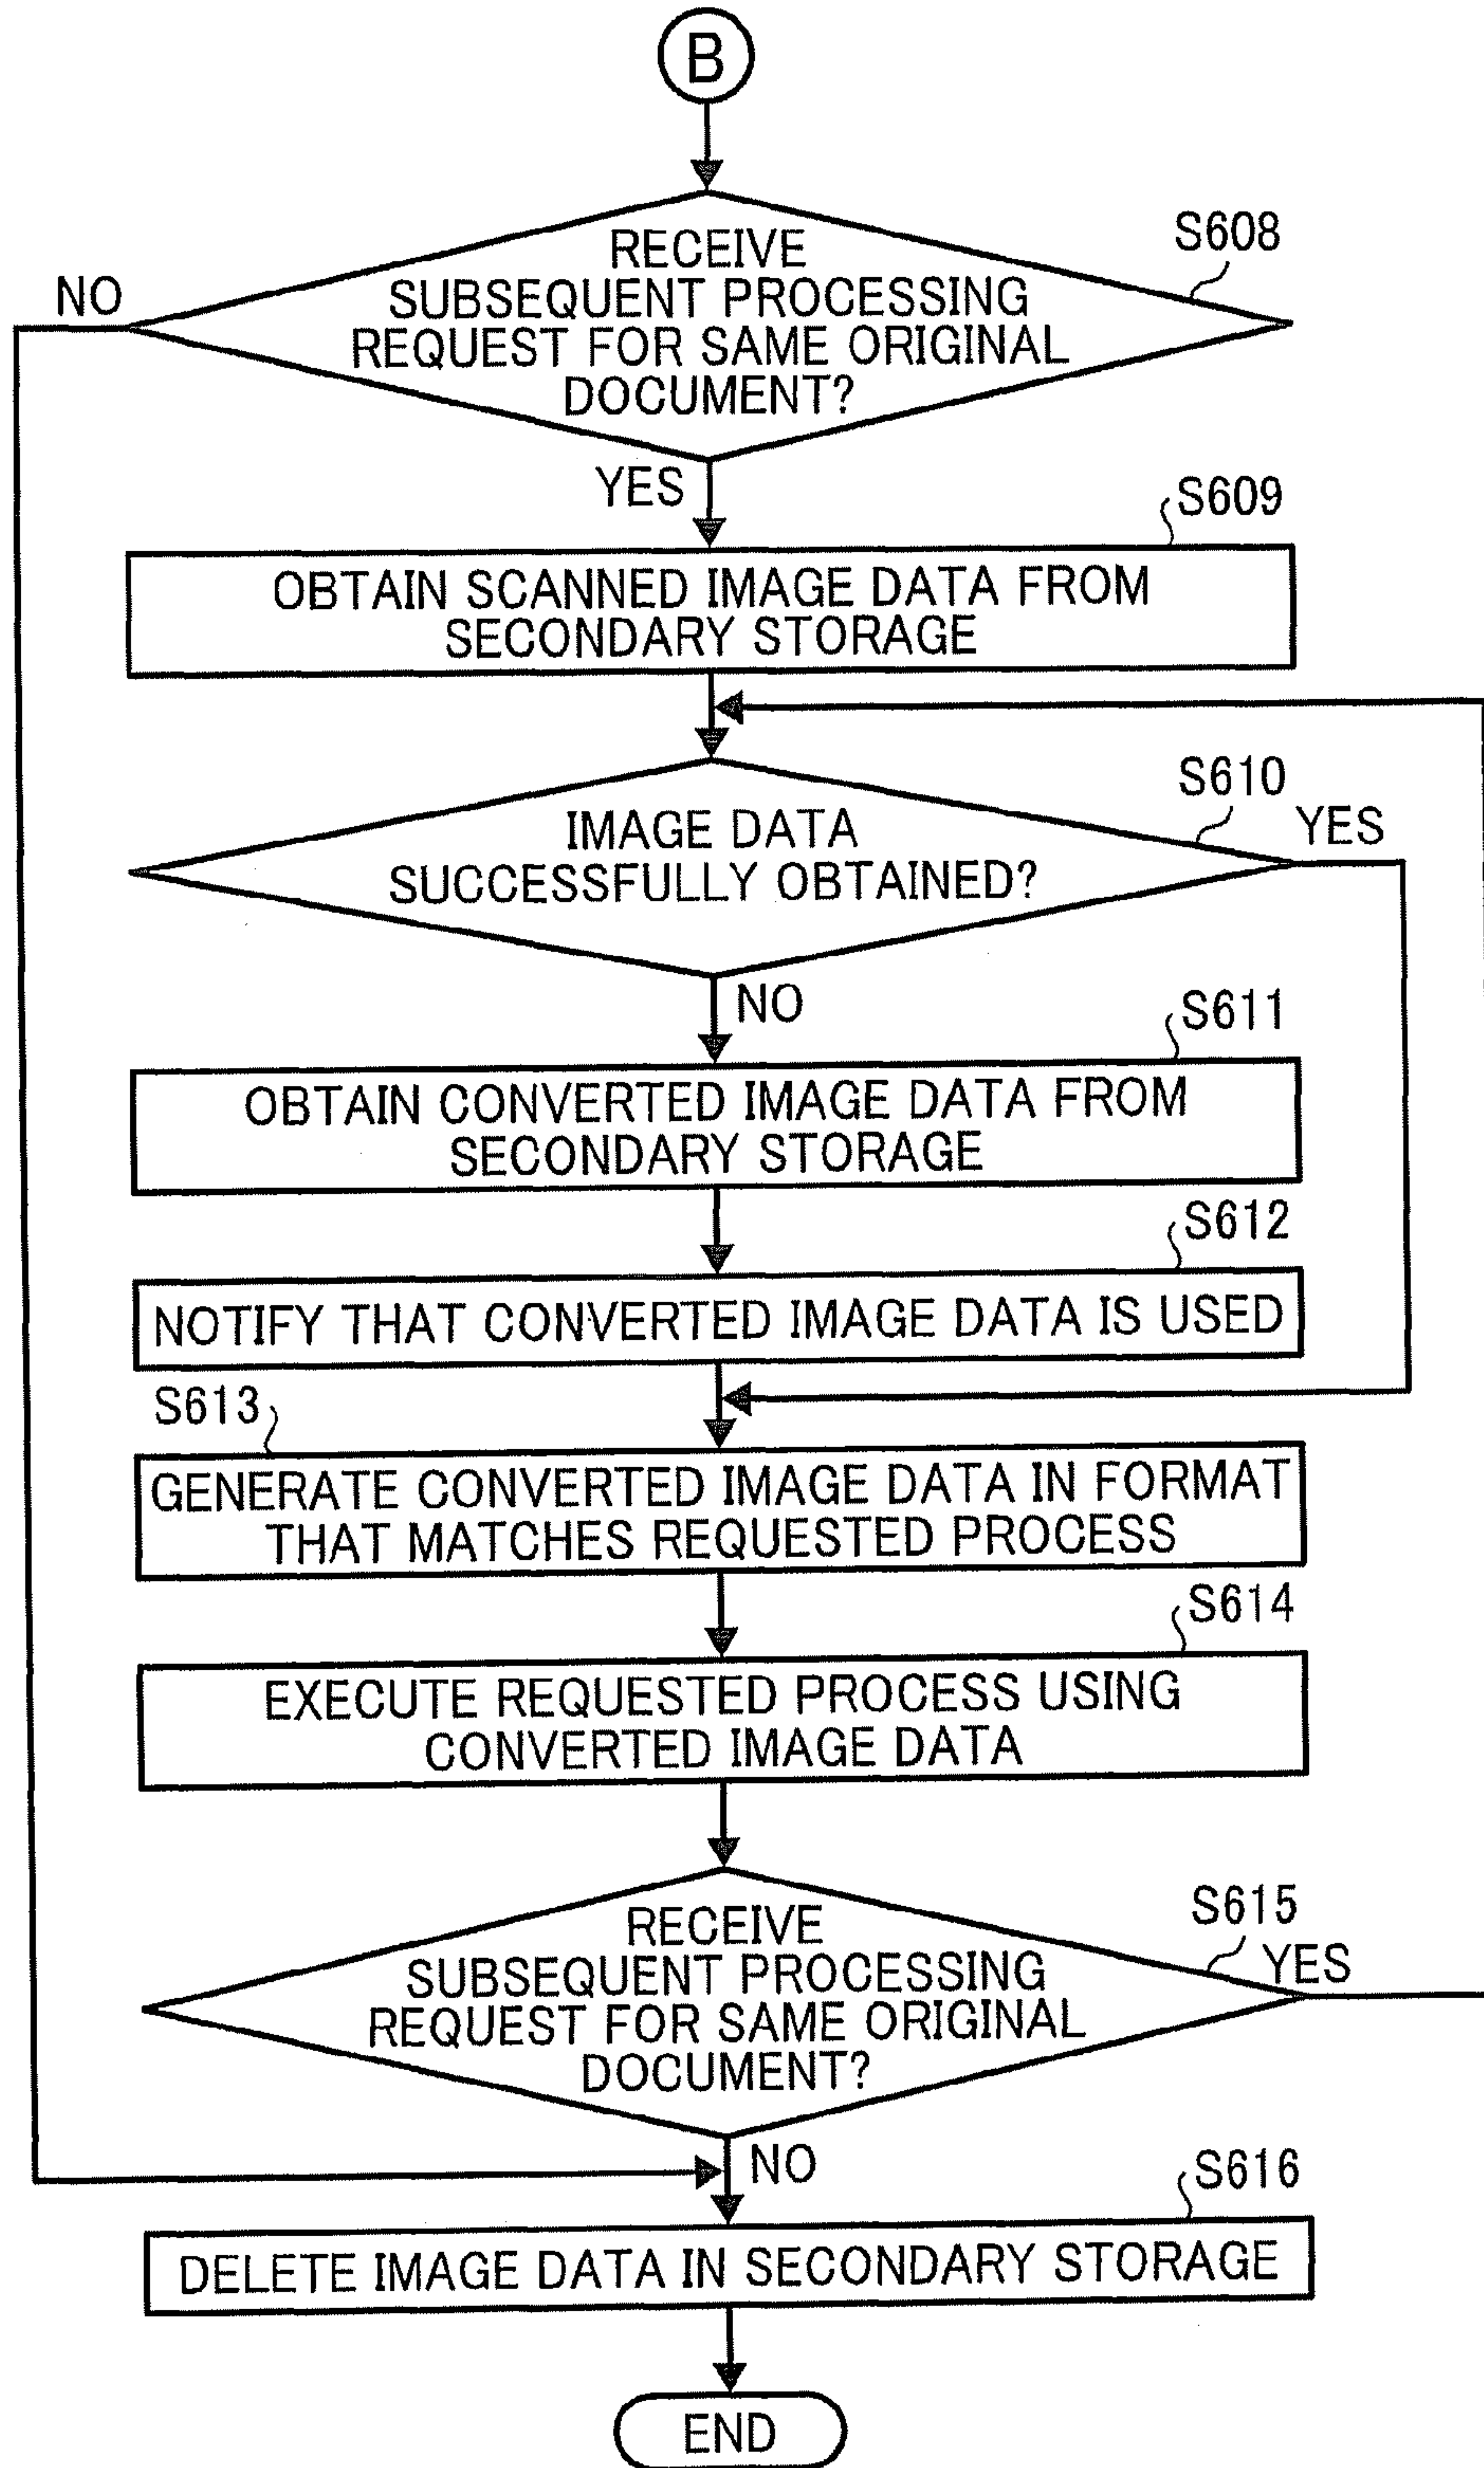 B
RECEIVE
SUBSEQUENT PROCESSING
REQUEST FOR SAME ORIGINAL
DOCUMENT?
S608
NO
YES
S609
OBTAIN SCANNED IMAGE DATA FROM
SECONDARY STORAGE
S610
IMAGE DATA
SUCCESSFULLY OBTAINED?
YES
NO
S611
OBTAIN CONVERTED IMAGE DATA FROM
SECONDARY STORAGE
S612
NOTIFY THAT CONVERTED IMAGE DATA IS USED
S613
GENERATE CONVERTED IMAGE DATA IN FORMAT
THAT MATCHES REQUESTED PROCESS
S614
EXECUTE REQUESTED PROCESS USING
CONVERTED IMAGE DATA
S615
RECEIVE
SUBSEQUENT PROCESSING
REQUEST FOR SAME ORIGINAL
DOCUMENT?
YES
NO
S616
DELETE IMAGE DATA IN SECONDARY STORAGE
END